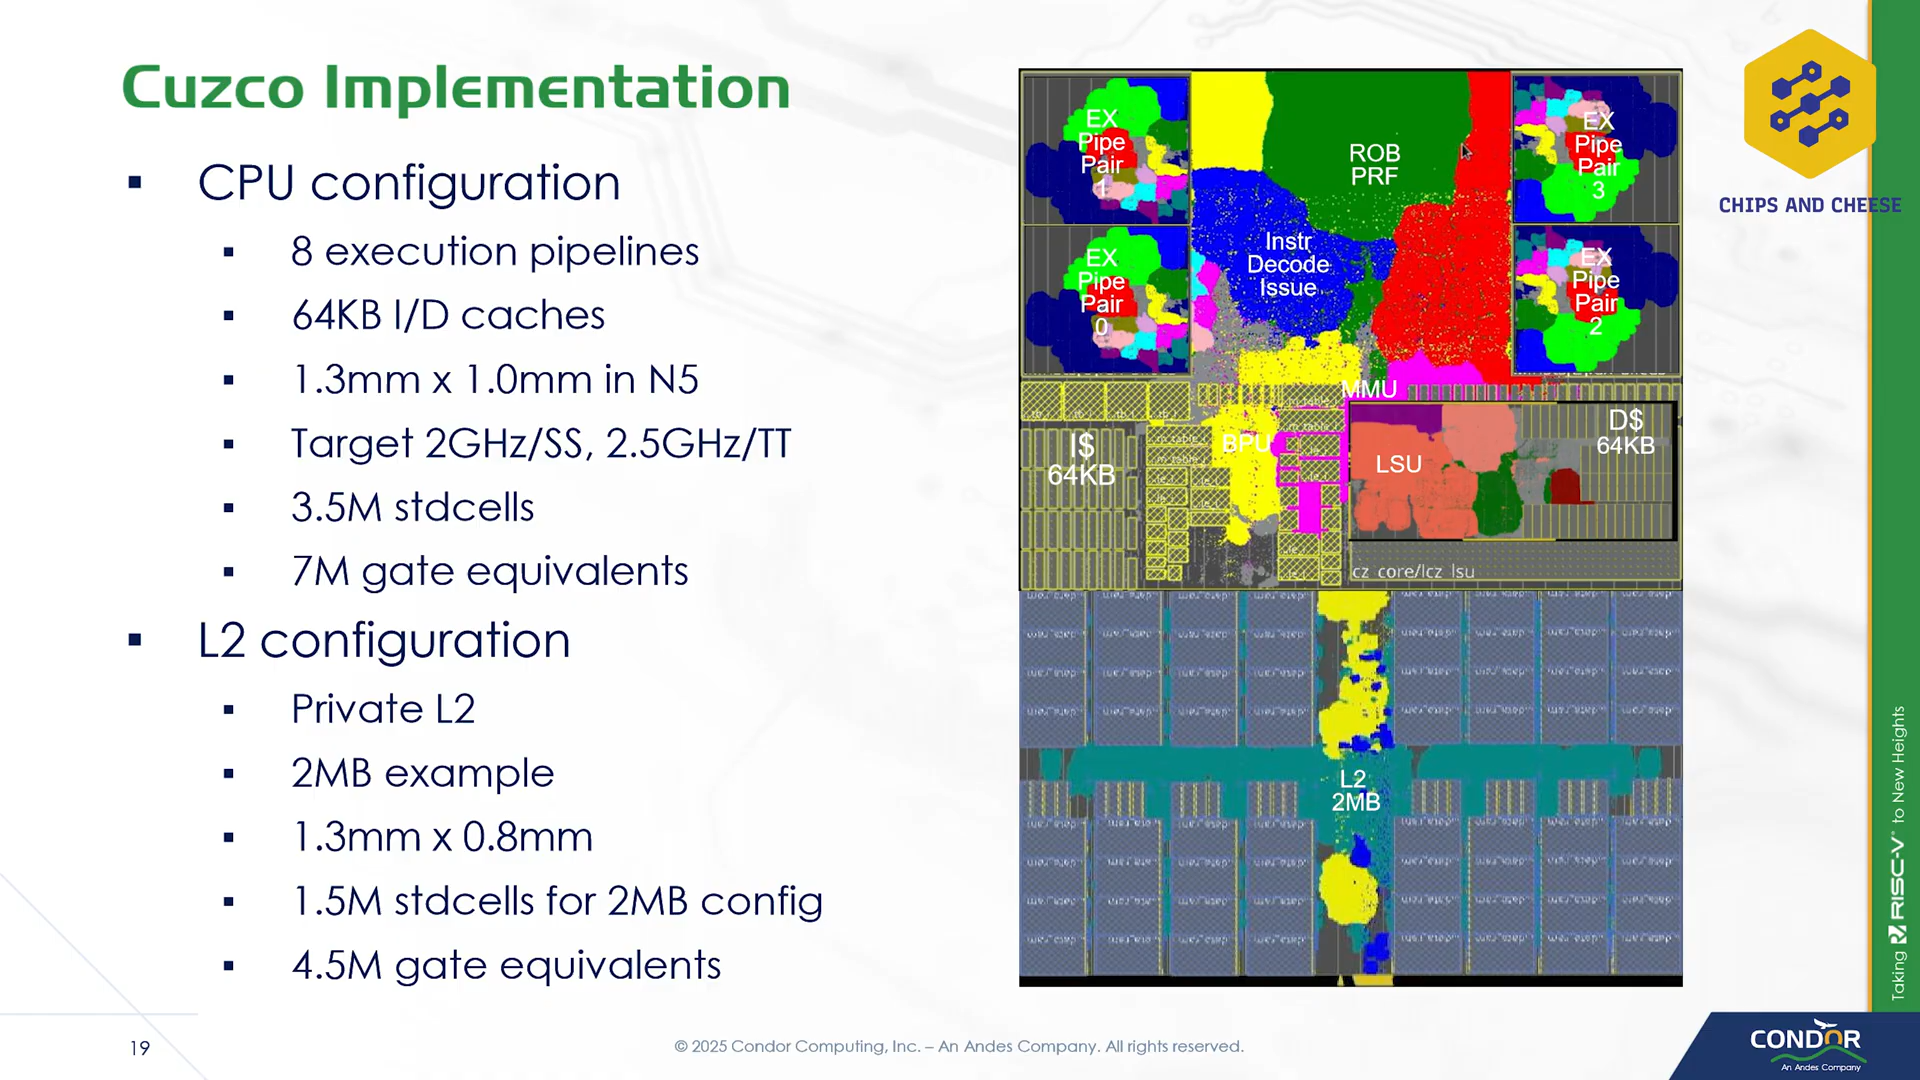 Cuzco Implementation
▪ CPU configuration
▪ 8 execution pipelines
▪ 64KB I/D caches
▪ 1.3mm x 1.0mm in N5
▪ Target 2GHz/SS, 2.5GHz/TT
▪ 3.5M stdcells
▪ 7M gate equivalents
▪ L2 configuration
▪ Private L2
▪ 2MB example
▪ 1.3mm x 0.8mm
▪ 1.5M stdcells for 2MB config
▪ 4.5M gate equivalents
EX
Pipe
Pair
1
ROB
PRF
EX
Pipe
Pair
3
EX
Pipe
Pair
0
Instr
Decode
Issue
EX
Pipe
Pair
2
MMU
I$
64KB
BPU
LSU
D$
64KB
cz_core/lcz_lsu
L2
2MB
CHIPS AND CHEESE
Taking RISC-V® to New Heights
19
© 2025 Condor Computing, Inc. – An Andes Company. All rights reserved.
CONDOR
An Andes Company